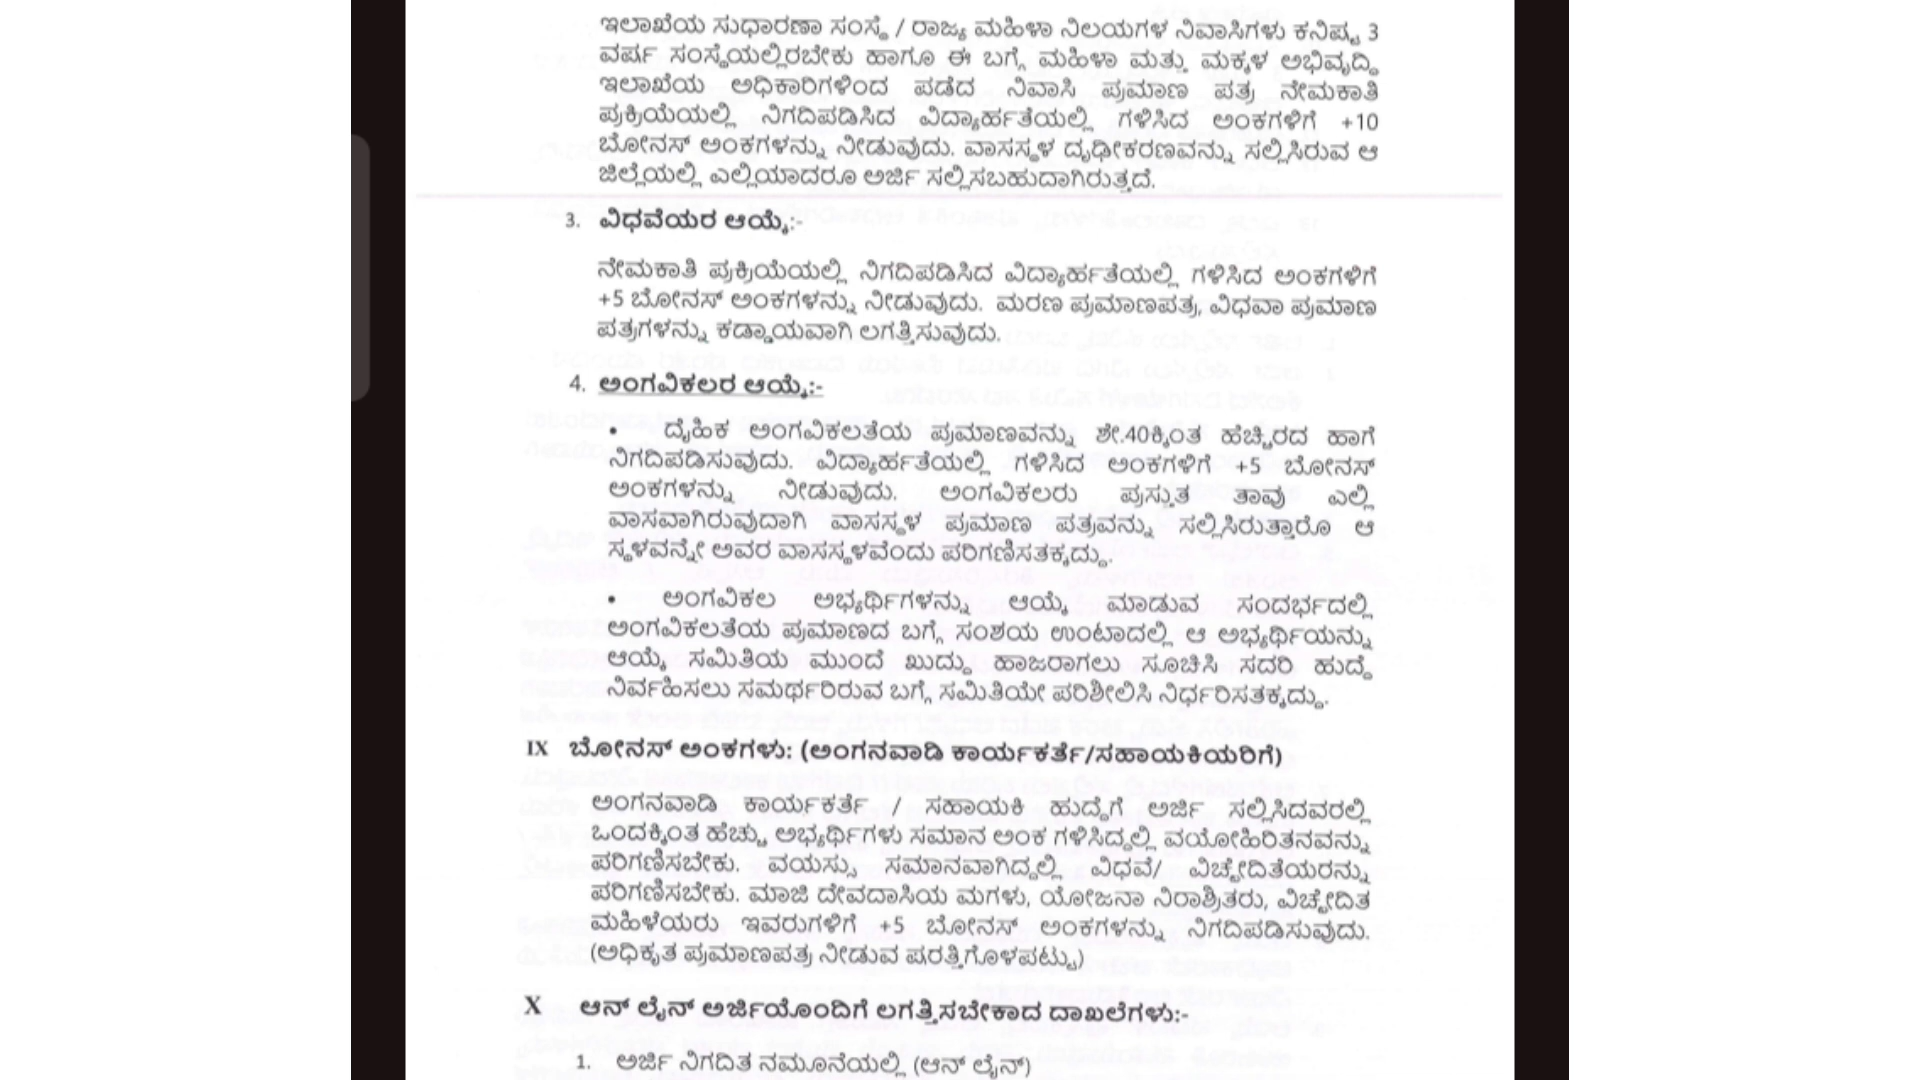 ಇಲಾಖೆಯ ಸುಧಾರಣಾ ಸಂಸ್ಥೆ / ರಾಜ್ಯ ಮಹಿಳಾ ನಿಲಯಗಳ ನಿವಾಸಿಗಳು ಕನಿಷ್ಟ 3
ವರ್ಷ ಸಂಸ್ಥೆಯಲ್ಲಿರಬೇಕು ಹಾಗೂ ಈ ಬಗ್ಗೆ ಮಹಿಳಾ ಮತ್ತು ಮಕ್ಕಳ ಅಭಿವೃದ್ಧಿ
ಇಲಾಖೆಯ ಅಧಿಕಾರಿಗಳಿಂದ ಪಡೆದ ನಿವಾಸಿ ಪ್ರಮಾಣ ಪತ್ರ ನೇಮಕಾತಿ
ಪ್ರಕ್ರಿಯೆಯಲ್ಲಿ ನಿಗದಿಪಡಿಸಿದ ವಿದ್ಯಾರ್ಹತೆಯಲ್ಲಿ ಗಳಿಸಿದ ಅಂಕಗಳಿಗೆ +10
ಬೋನಸ್ ಅಂಕಗಳನ್ನು ನೀಡುವುದು. ವಾಸಸ್ಥಳ ದೃಢೀಕರಣವನ್ನು ಸಲ್ಲಿಸಿರುವ ಆ
ಜಿಲ್ಲೆಯಲ್ಲಿ ಎಲ್ಲಿಯಾದರೂ ಅರ್ಜಿ ಸಲ್ಲಿಸಬಹುದಾಗಿರುತ್ತದೆ.
3. ವಿಧವೆಯರ ಆಯ್ಕೆ:-
ನೇಮಕಾತಿ ಪ್ರಕ್ರಿಯೆಯಲ್ಲಿ ನಿಗದಿಪಡಿಸಿದ ವಿದ್ಯಾರ್ಹತೆಯಲ್ಲಿ ಗಳಿಸಿದ ಅಂಕಗಳಿಗೆ
+5 ಬೋನಸ್ ಅಂಕಗಳನ್ನು ನೀಡುವುದು. ಮರಣ ಪ್ರಮಾಣಪತ್ರ, ವಿಧವಾ ಪ್ರಮಾಣ
ಪತ್ರಗಳನ್ನು ಕಡ್ಡಾಯವಾಗಿ ಲಗತ್ತಿಸುವುದು.
4. ಅಂಗವಿಕಲರ ಆಯ್ಕೆ:-
• ದೈಹಿಕ ಅಂಗವಿಕಲತೆಯ ಪ್ರಮಾಣವನ್ನು ಶೇ.40ಕ್ಕಿಂತ ಹೆಚ್ಚಿರದ ಹಾಗೆ
ನಿಗದಿಪಡಿಸುವುದು. ವಿದ್ಯಾರ್ಹತೆಯಲ್ಲಿ ಗಳಿಸಿದ ಅಂಕಗಳಿಗೆ +5 ಬೋನಸ್
ಅಂಕಗಳನ್ನು ನೀಡುವುದು. ಅಂಗವಿಕಲರು ಪ್ರಸ್ತುತ ತಾವು ಎಲ್ಲಿ
ವಾಸವಾಗಿರುವುದಾಗಿ ವಾಸಸ್ಥಳ ಪ್ರಮಾಣ ಪತ್ರವನ್ನು ಸಲ್ಲಿಸಿರುತ್ತಾರೊ ಆ
ಸ್ಥಳವನ್ನೇ ಅವರ ವಾಸಸ್ಥಳವೆಂದು ಪರಿಗಣಿಸತಕ್ಕದ್ದು.
• ಅಂಗವಿಕಲ ಅಭ್ಯರ್ಥಿಗಳನ್ನು ಆಯ್ಕೆ ಮಾಡುವ ಸಂದರ್ಭದಲ್ಲಿ
ಅಂಗವಿಕಲತೆಯ ಪ್ರಮಾಣದ ಬಗ್ಗೆ ಸಂಶಯ ಉಂಟಾದಲ್ಲಿ ಆ ಅಭ್ಯರ್ಥಿಯನ್ನು
ಆಯ್ಕೆ ಸಮಿತಿಯ ಮುಂದೆ ಖುದ್ದು ಹಾಜರಾಗಲು ಸೂಚಿಸಿ ಸದರಿ ಹುದ್ದೆ
ನಿರ್ವಹಿಸಲು ಸಮರ್ಥರಿರುವ ಬಗ್ಗೆ ಸಮಿತಿಯೇ ಪರಿಶೀಲಿಸಿ ನಿರ್ಧರಿಸತಕ್ಕದ್ದು.
IX ಬೋನಸ್ ಅಂಕಗಳು: (ಅಂಗನವಾಡಿ ಕಾರ್ಯಕರ್ತೆ/ಸಹಾಯಕಿಯರಿಗೆ)
ಅಂಗನವಾಡಿ ಕಾರ್ಯಕರ್ತೆ / ಸಹಾಯಕಿ ಹುದ್ದೆಗೆ ಅರ್ಜಿ ಸಲ್ಲಿಸಿದವರಲ್ಲಿ
ಒಂದಕ್ಕಿಂತ ಹೆಚ್ಚು ಅಭ್ಯರ್ಥಿಗಳು ಸಮಾನ ಅಂಕ ಗಳಿಸಿದ್ದಲ್ಲಿ ವಯೋಹಿರಿತನವನ್ನು
ಪರಿಗಣಿಸಬೇಕು. ವಯಸ್ಸು ಸಮಾನವಾಗಿದ್ದಲ್ಲಿ ವಿಧವೆ/ ವಿಚ್ಛೇದಿತೆಯರನ್ನು
ಪರಿಗಣಿಸಬೇಕು. ಮಾಜಿ ದೇವದಾಸಿಯ ಮಗಳು, ಯೋಜನಾ ನಿರಾಶ್ರಿತರು, ವಿಚ್ಛೇದಿತ
ಮಹಿಳೆಯರು ಇವರುಗಳಿಗೆ +5 ಬೋನಸ್ ಅಂಕಗಳನ್ನು ನಿಗದಿಪಡಿಸುವುದು.
(ಅಧಿಕೃತ ಪ್ರಮಾಣಪತ್ರ ನೀಡುವ ಪರತ್ತಿಗೊಳಪಟ್ಟು)
X ಆನ್ ಲೈನ್ ಅರ್ಜಿಯೊಂದಿಗೆ ಲಗತ್ತಿಸಬೇಕಾದ ದಾಖಲೆಗಳು:-
1. ಅರ್ಜಿ ನಿಗದಿತ ನಮೂನೆಯಲ್ಲಿ (ಆನ್ ಲೈನ್)